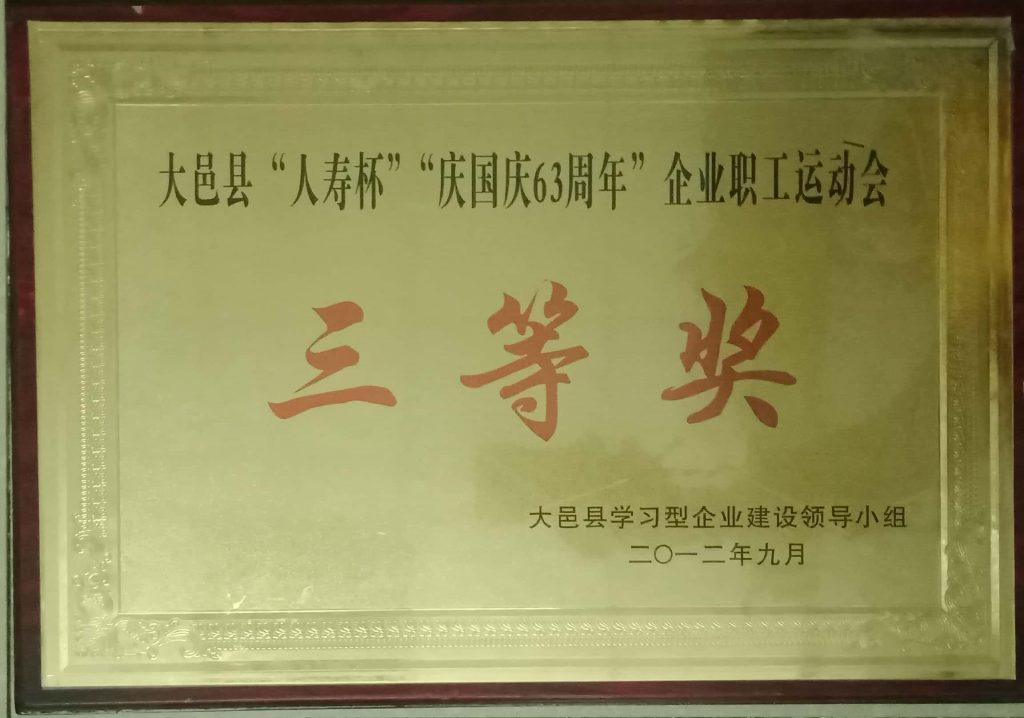 大邑县“人寿杯”“庆国庆63周年”企业职工运动会
三等奖
大邑县学习型企业建设领导小组
二〇一二年九月